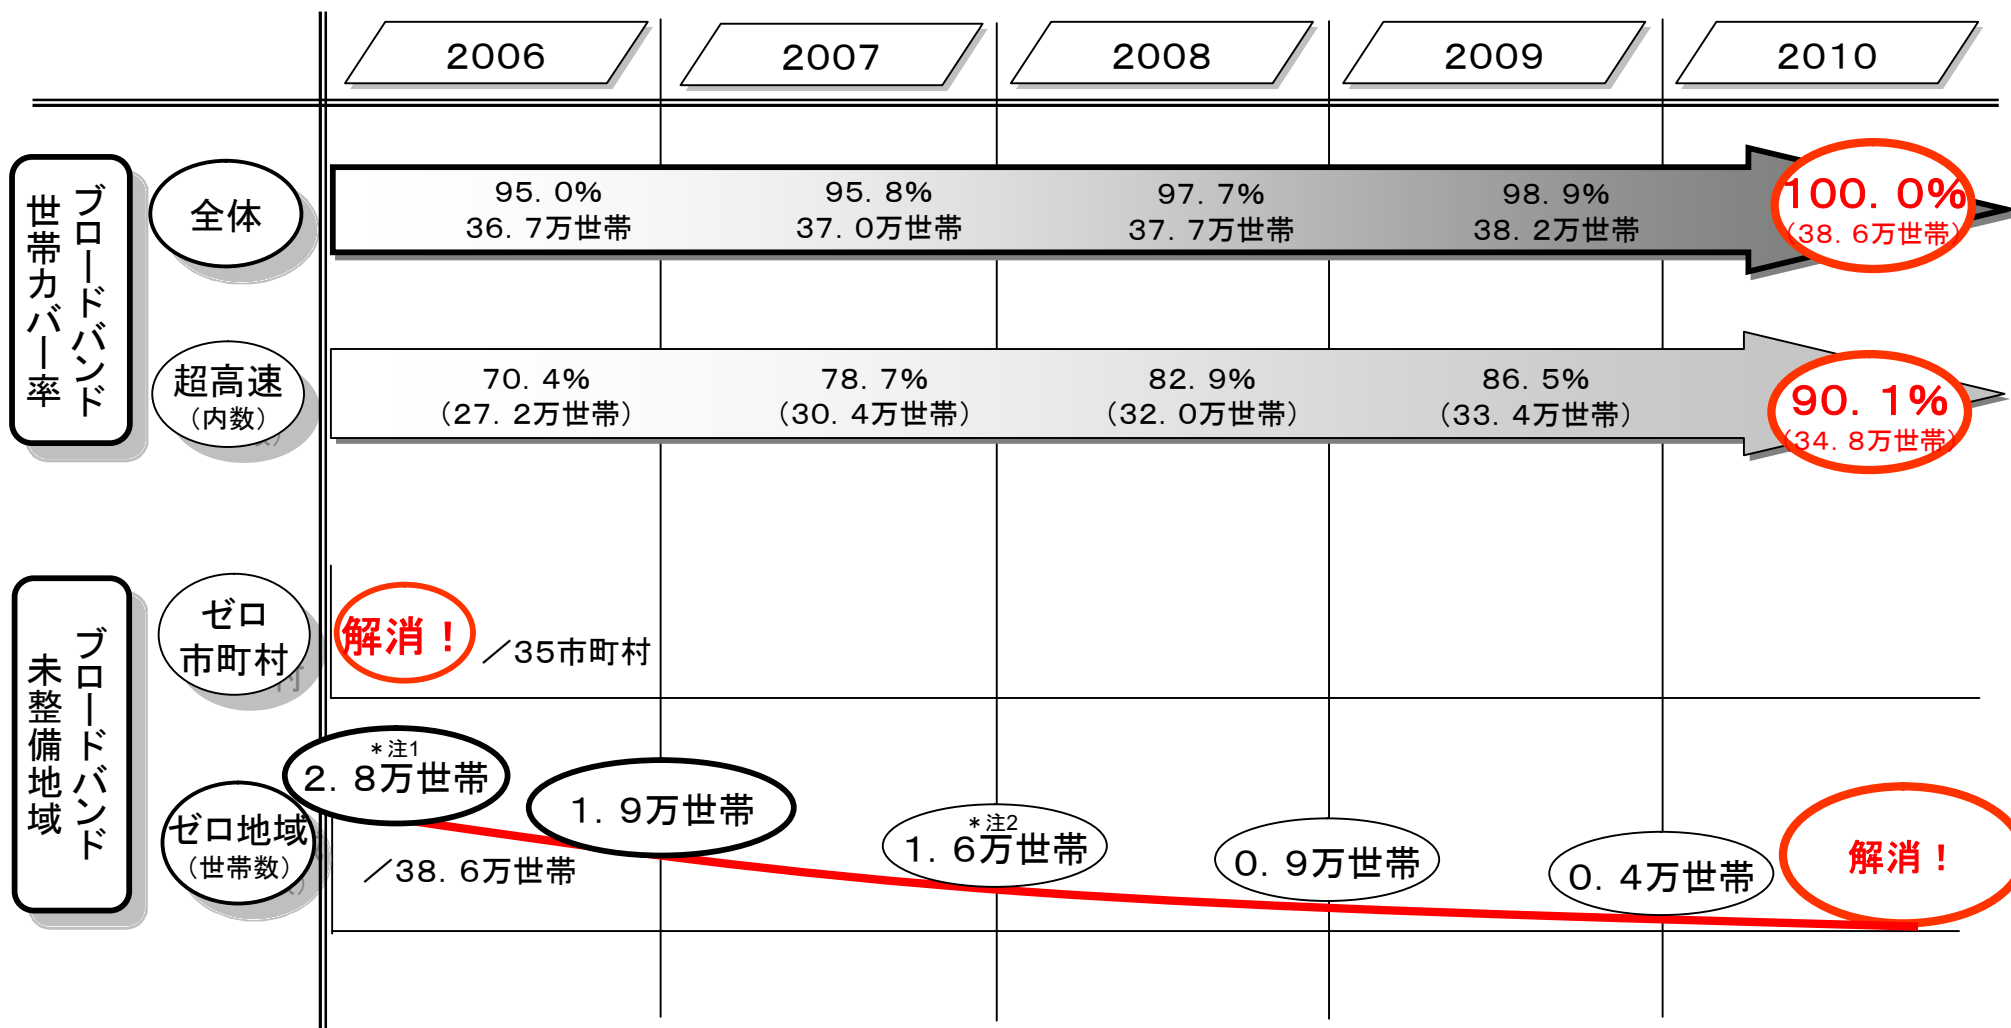 2006
2007
2008
2009
2010
ブロードバンド
世帯カバー率
全体
95．0%
36．7万世帯
95．8%
37．0万世帯
97．7%
37．7万世帯
98．9%
38．2万世帯
100．0%
（38．6万世帯）
超高速
（内数）
70．4%
（27．2万世帯）
78．7%
（30．4万世帯）
82．9%
（32．0万世帯）
86．5%
（33．4万世帯）
90．1%
（34．8万世帯）
ブロードバンド
未整備地域
ゼロ
市町村
解消！
／35市町村
ゼロ地域
（世帯数）
＊注1
2．8万世帯
／38．6万世帯
1．9万世帯
＊注2
1．6万世帯
0．9万世帯
0．4万世帯
解消！